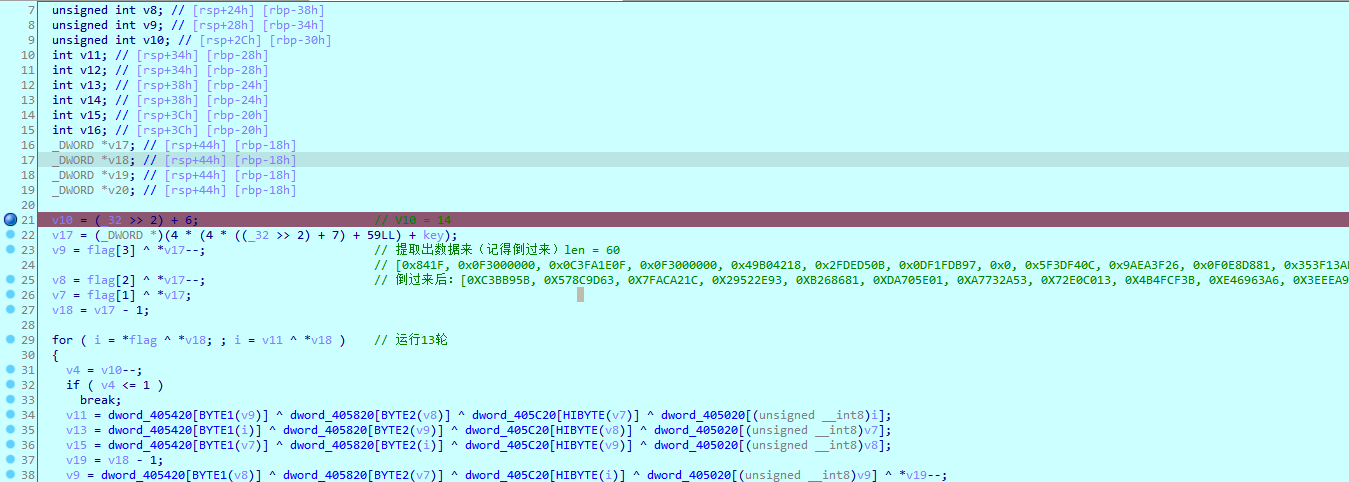 7 unsigned int v8; // [rsp+24h] [rbp-38h]
8 unsigned int v9; // [rsp+28h] [rbp-34h]
9 unsigned int v10; // [rsp+2Ch] [rbp-30h]
10 int v11; // [rsp+34h] [rbp-28h]
11 int v12; // [rsp+34h] [rbp-28h]
12 int v13; // [rsp+38h] [rbp-24h]
13 int v14; // [rsp+38h] [rbp-24h]
14 int v15; // [rsp+3Ch] [rbp-20h]
15 int v16; // [rsp+3Ch] [rbp-20h]
16 _DWORD *v17; // [rsp+44h] [rbp-18h]
17 _DWORD *v18; // [rsp+44h] [rbp-18h]
18 _DWORD *v19; // [rsp+44h] [rbp-18h]
19 _DWORD *v20; // [rsp+44h] [rbp-18h]
20
21 v10 = (_32 >> 2) + 6; // V10 = 14
22 v17 = (_DWORD *)(4 * (4 * ((_32 >> 2) + 7) + 59LL) + key);
23 v9 = flag[3] ^ *v17--; // 提取出数据来（记得倒过来）len = 60
24 // [0x841F, 0x0F3000000, 0x0C3FA1E0F, 0x0F3000000, 0x49B04218, 0x2FDED50B, 0x0DF1FDB97, 0x0, 0x5F3DF40C, 0x9AEA3F26, 0x0F0E8D881, 0x353F13AF
25 v8 = flag[2] ^ *v17--; // 倒过来后：[0XC3BB95B, 0X578C9D63, 0X7FACA21C, 0X29522E93, 0XB268681, 0XDA705E01, 0XA7732A53, 0X72E0C013, 0X4B4FCF3B, 0XE46963A6, 0X3EEEA9
26 v7 = flag[1] ^ *v17;
27 v18 = v17 - 1;
28
29 for ( i = *flag ^ *v18; ; i = v11 ^ *v18 ) // 运行13轮
30 {
31 v4 = v10--;
32 if ( v4 <= 1 )
33 break;
34 v11 = dword_405420[BYTE1(v9)] ^ dword_405820[BYTE2(v8)] ^ dword_405C20[HIBYTE(v7)] ^ dword_405020[(unsigned __int8)i];
35 v13 = dword_405420[BYTE1(i)] ^ dword_405820[BYTE2(v9)] ^ dword_405C20[HIBYTE(v8)] ^ dword_405020[(unsigned __int8)v7];
36 v15 = dword_405420[BYTE1(v7)] ^ dword_405820[BYTE2(i)] ^ dword_405C20[HIBYTE(v9)] ^ dword_405020[(unsigned __int8)v8];
37 v19 = v18 - 1;
38 v9 = dword_405420[BYTE1(v8)] ^ dword_405820[BYTE2(v7)] ^ dword_405C20[HIBYTE(i)] ^ dword_405020[(unsigned __int8)v9] ^ *v19--;